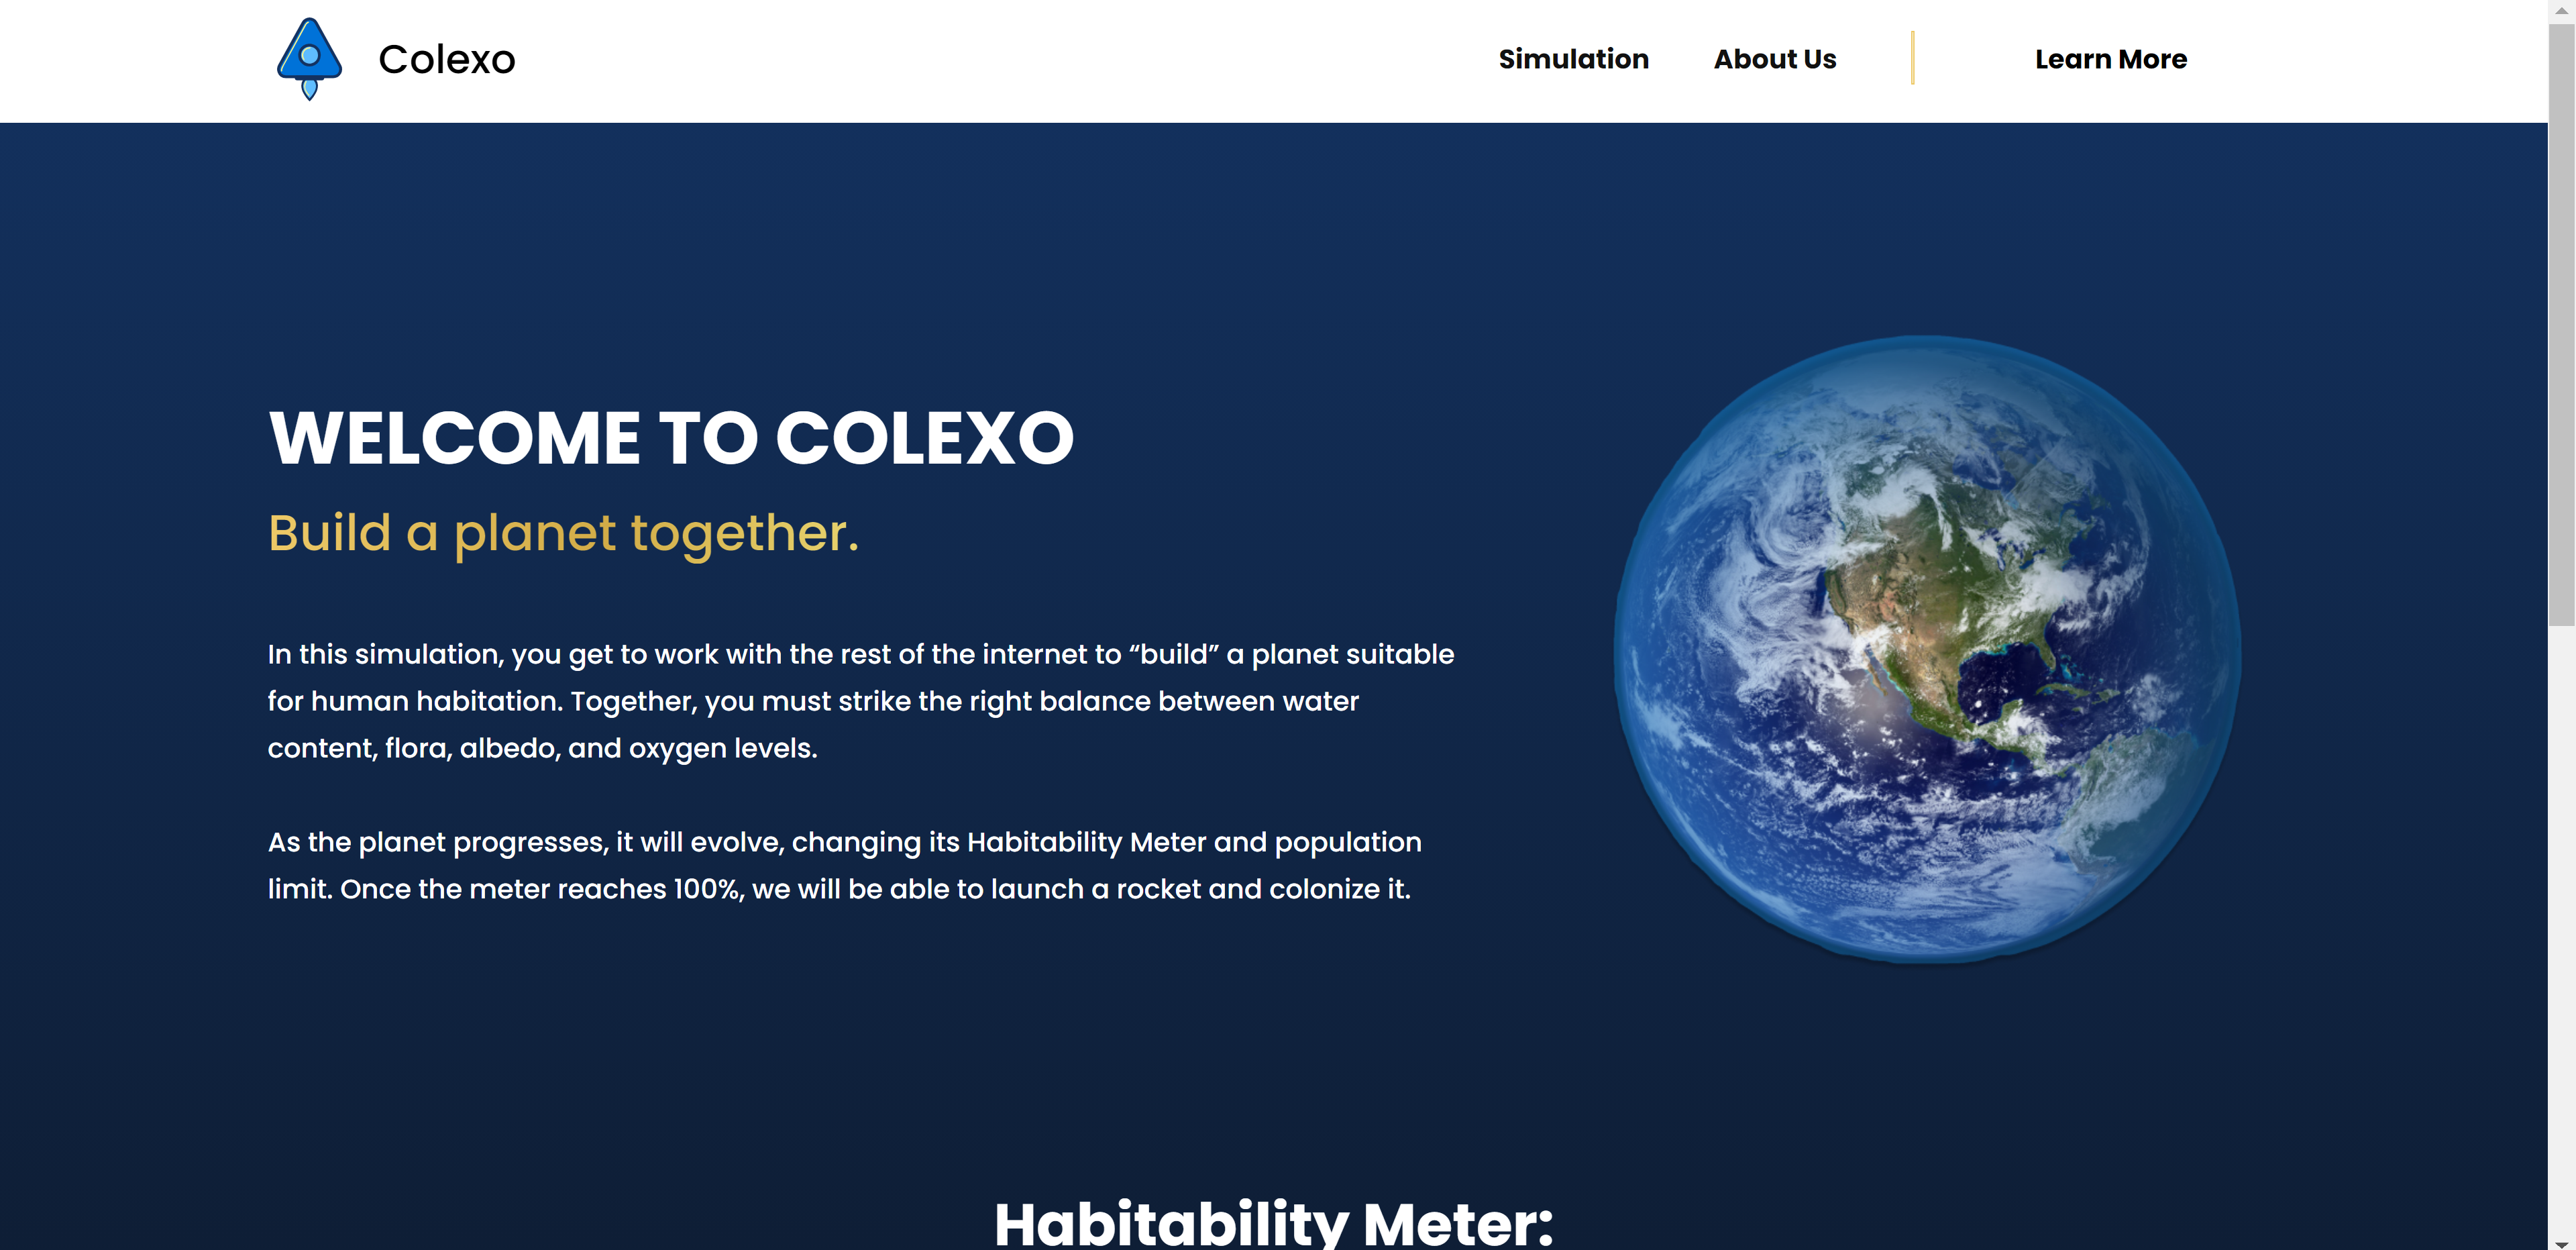 Colexo
Simulation
About Us
Learn More
WELCOME TO COLEXO
Build a planet together.
In this simulation, you get to work with the rest of the internet to “build” a planet suitable
for human habitation. Together, you must strike the right balance between water
content, flora, albedo, and oxygen levels.
As the planet progresses, it will evolve, changing its Habitability Meter and population
limit. Once the meter reaches 100%, we will be able to launch a rocket and colonize it.
Habitability Meter: